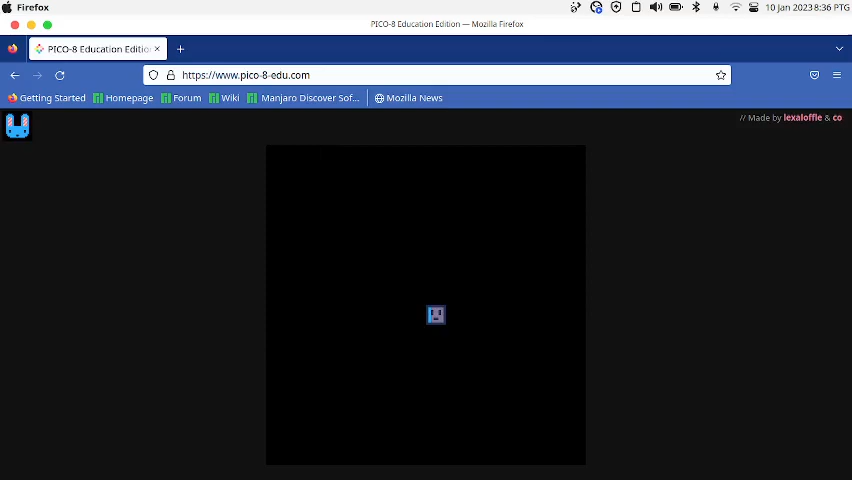 Firefox
10 Jan 2023 8:36 PTG
PICO-8 Education Edition — Mozilla Firefox
PICO-8 Education Edition
https://www.pico-8-edu.com
Getting Started Homepage Forum Wiki Manjaro Discover Sof... Mozilla News
// Made by lexaloffle & co